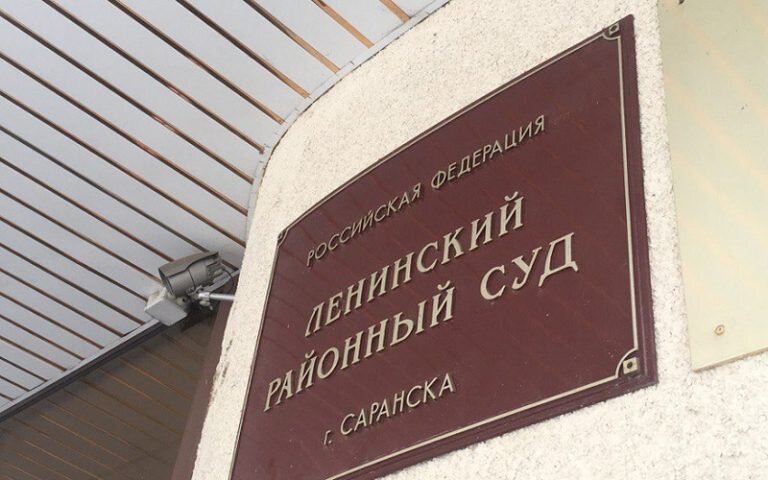 РОССИЙСКАЯ ФЕДЕРАЦИЯ
ЛЕНИНСКИЙ
РАЙОННЫЙ СУД
г. САРАНСКА